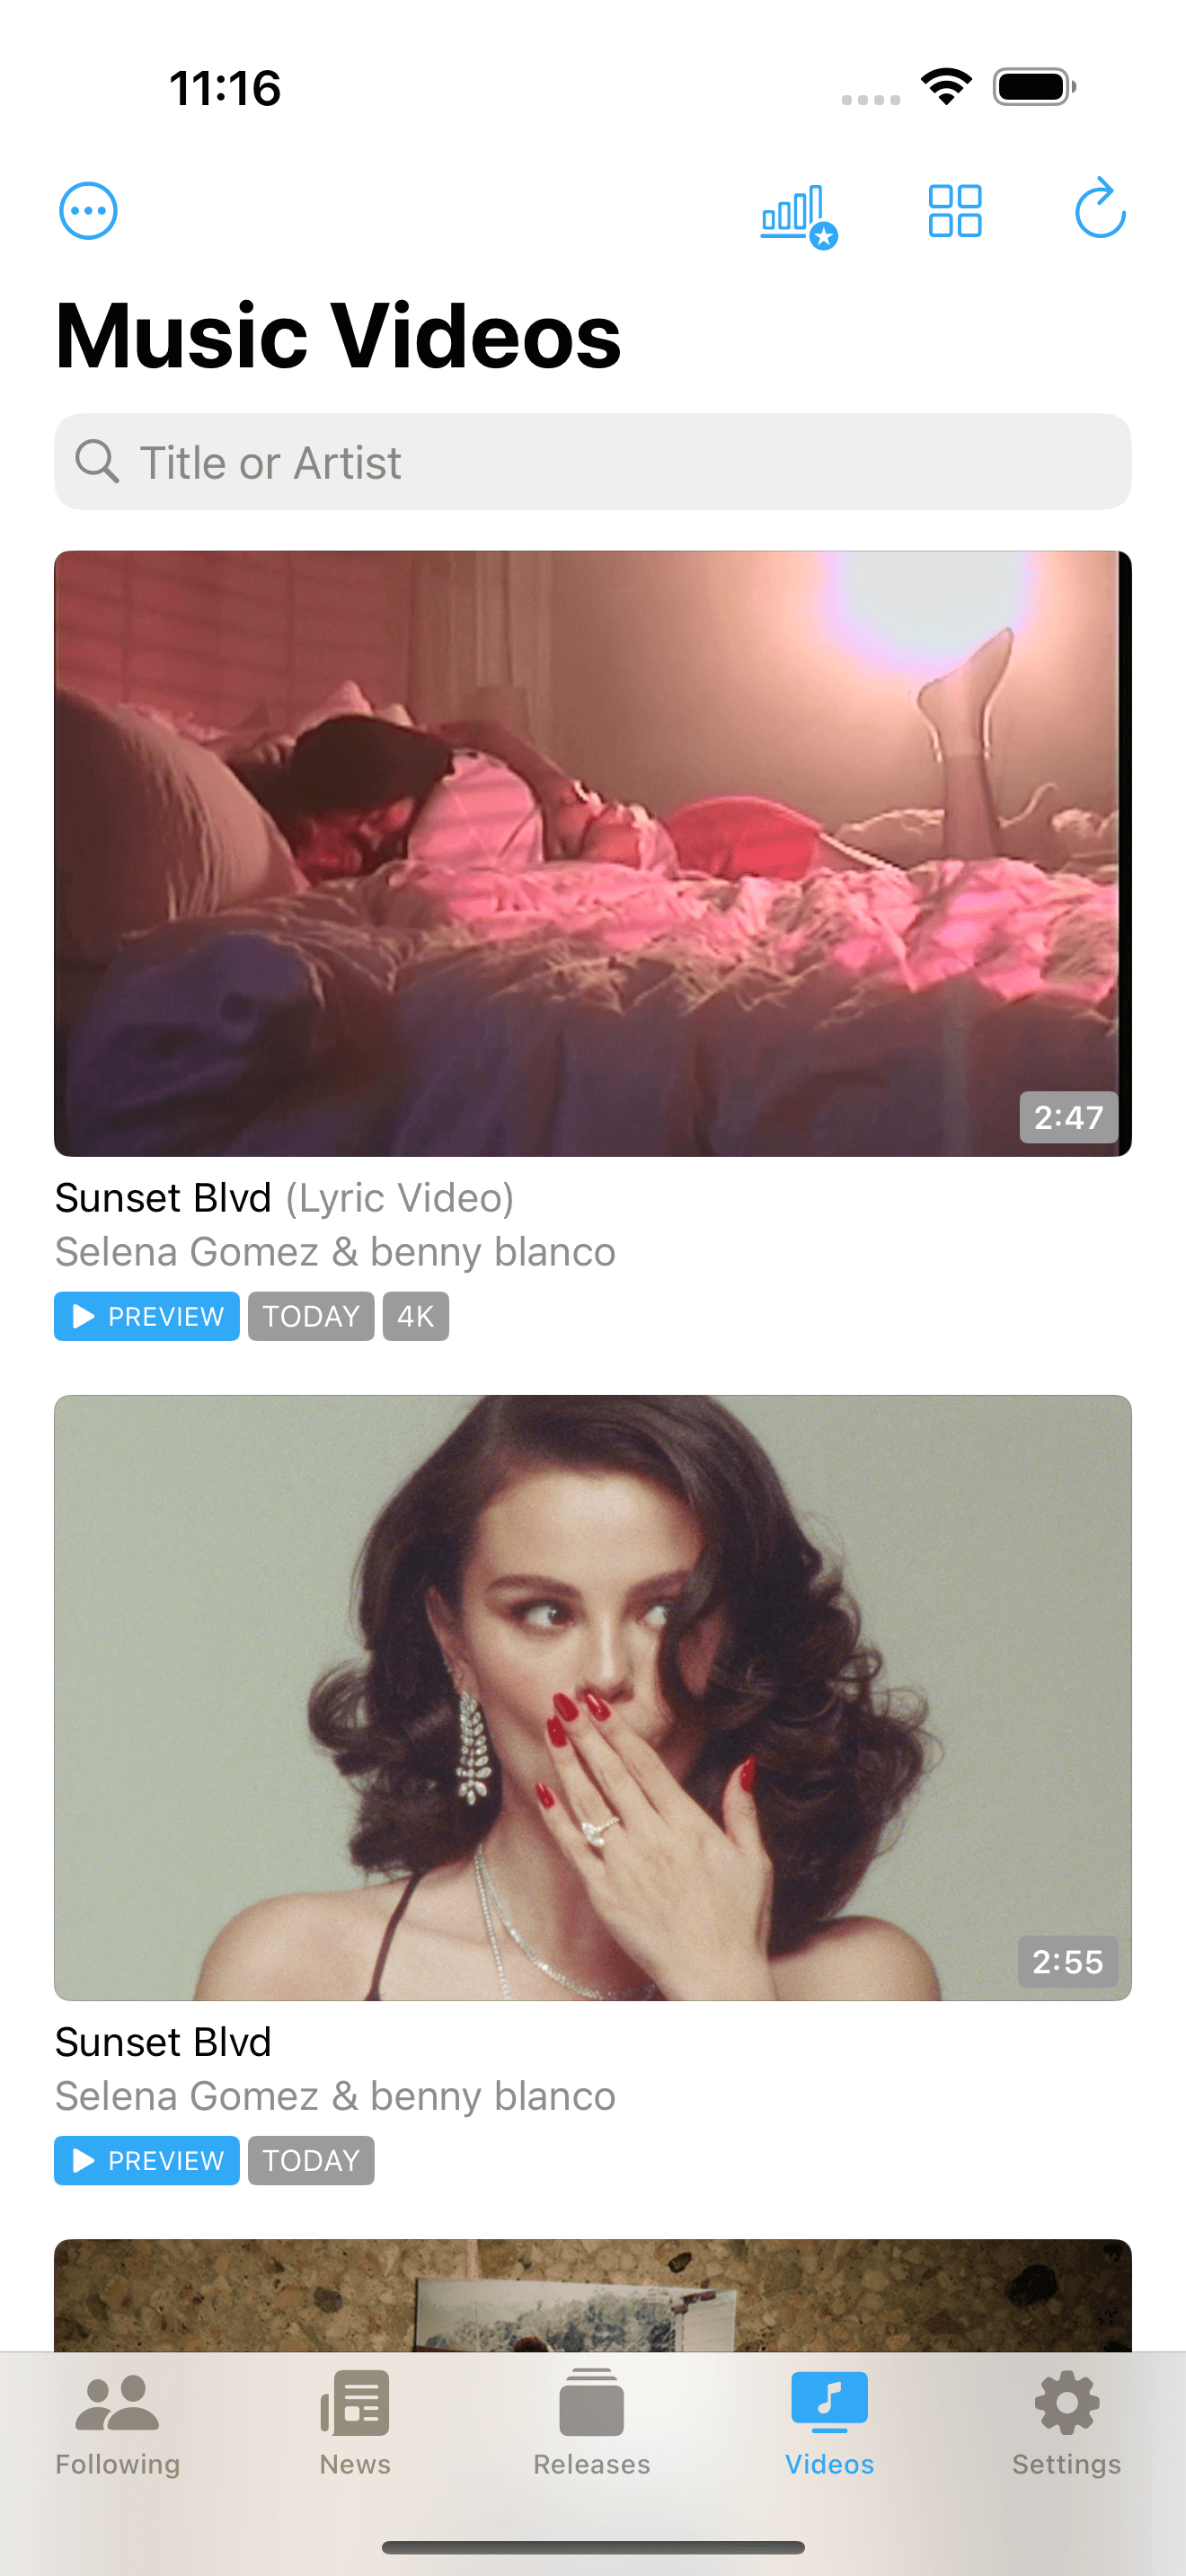 11:16
Music Videos
Title or Artist
2:47
Sunset Blvd (Lyric Video)
Selena Gomez & benny blanco
PREVIEW TODAY 4K
2:55
Sunset Blvd
Selena Gomez & benny blanco
PREVIEW TODAY
Following News Releases Videos Settings